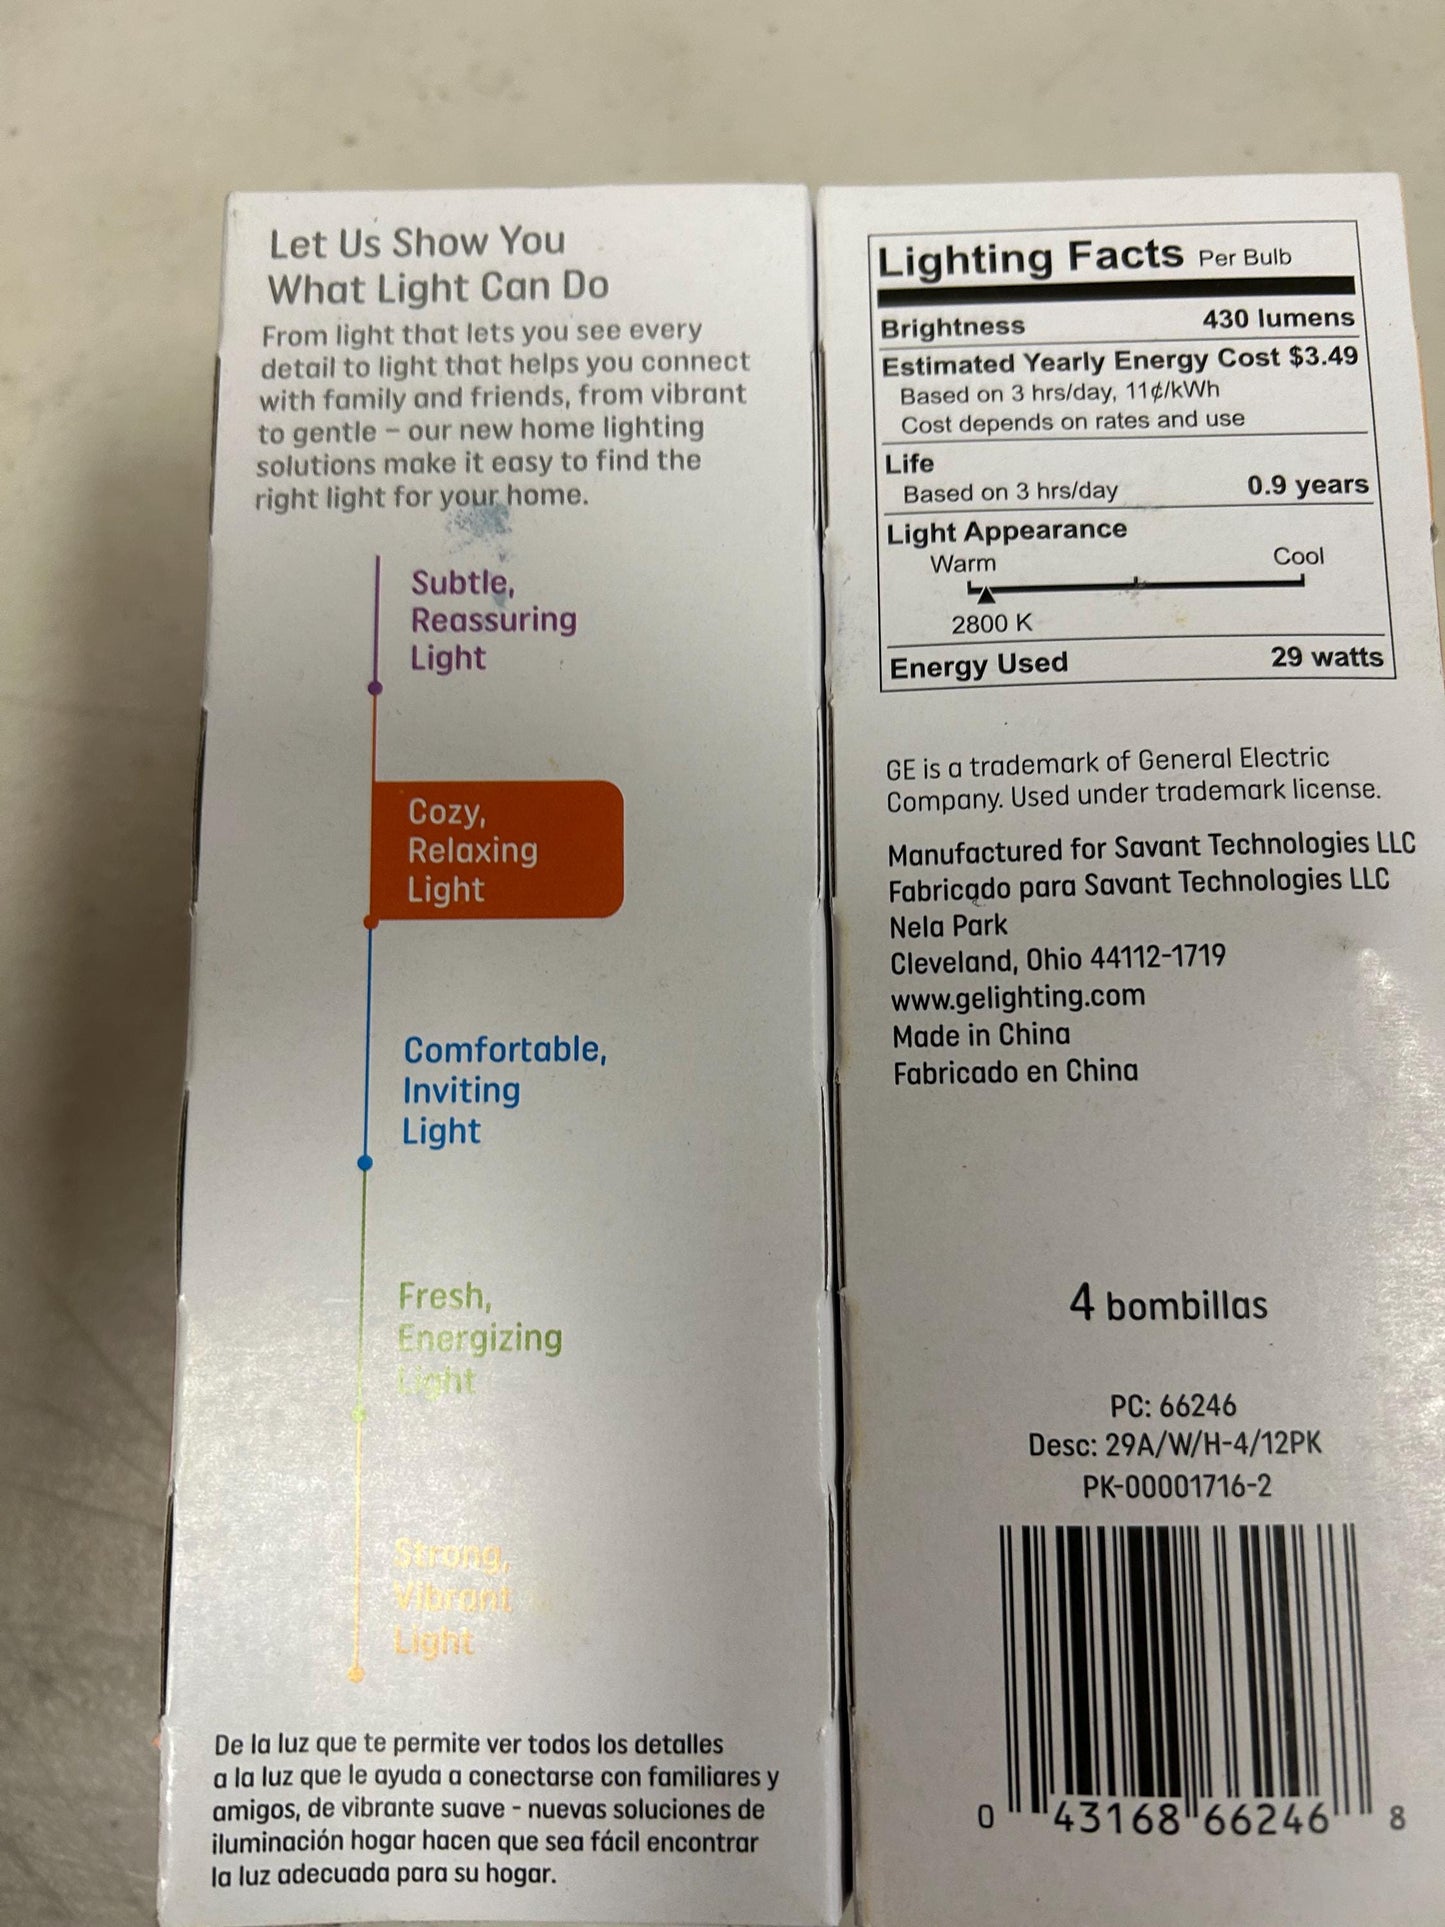 Let Us Show You
What Light Can Do
From light that lets you see every
detail to light that helps you connect
with family and friends, from vibrant
to gentle – our new home lighting
solutions make it easy to find the
right light for your home.
Subtle,
Reassuring
Light
Cozy,
Relaxing
Light
Comfortable,
Inviting
Light
Fresh,
Energizing
Light
Strong,
Vibrant
Light
De la luz que te permite ver todos los detalles
a la luz que le ayuda a conectarse con familiares y
amigos, de vibrante suave - nuevas soluciones de
iluminación hogar hacen que sea fácil encontrar
la luz adecuada para su hogar.
Lighting Facts Per Bulb
Brightness 430 lumens
Estimated Yearly Energy Cost $3.49
Based on 3 hrs/day, 11¢/kWh
Cost depends on rates and use
Life
Based on 3 hrs/day 0.9 years
Light Appearance
Warm Cool
2800 K
Energy Used 29 watts
GE is a trademark of General Electric
Company. Used under trademark license.
Manufactured for Savant Technologies LLC
Fabricado para Savant Technologies LLC
Nela Park
Cleveland, Ohio 44112-1719
www.gelighting.com
Made in China
Fabricado en China
4 bombillas
PC: 66246
Desc: 29A/W/H-4/12PK
PK-00001716-2
0 43168 66246 8